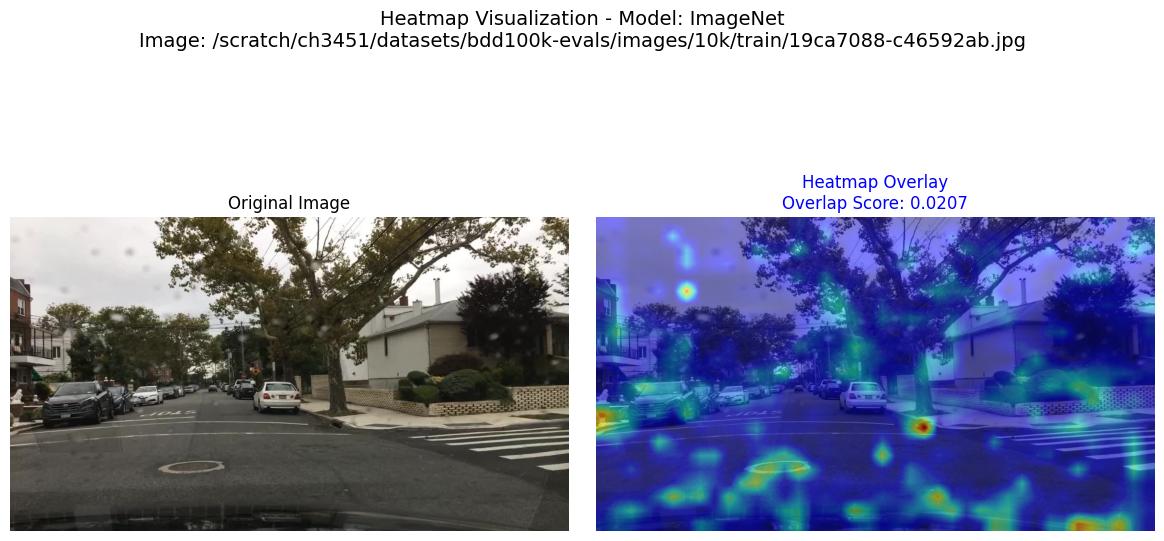 Heatmap Visualization - Model: ImageNet
Image: /scratch/ch3451/datasets/bdd100k-evals/images/10k/train/19ca7088-c46592ab.jpg
Original Image
Heatmap Overlay
Overlap Score: 0.0207
STOP